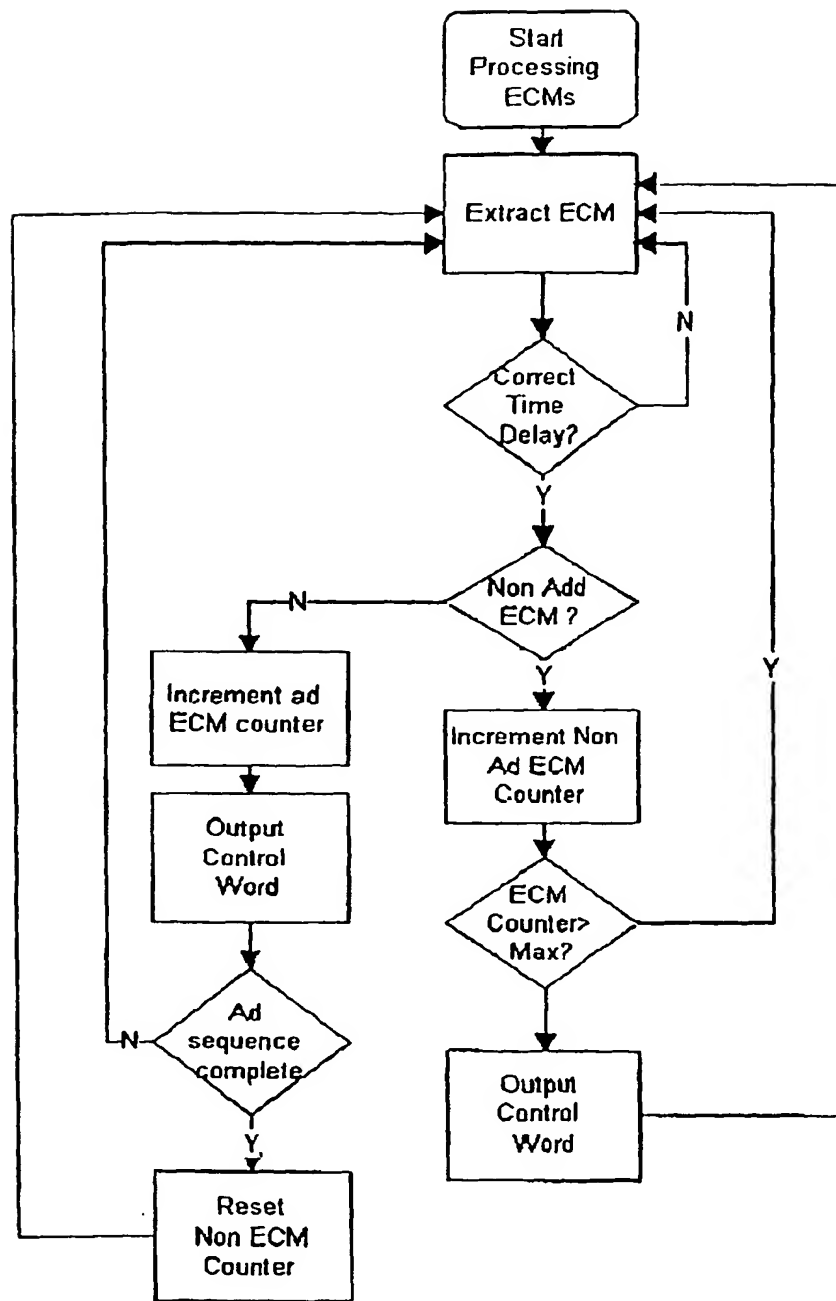 Start
Processing
ECMs
Extract ECM
N
Correct
Time
Delay?
Y
Non Add
ECM ?
N
Y
Increment ad
ECM counter
Increment Non
Ad ECM
Counter
Y
Output
Control
Word
ECM
Counter>
Max?
N
Ad
sequence
complete
Output
Control
Word
Y
Reset
Non ECM
Counter